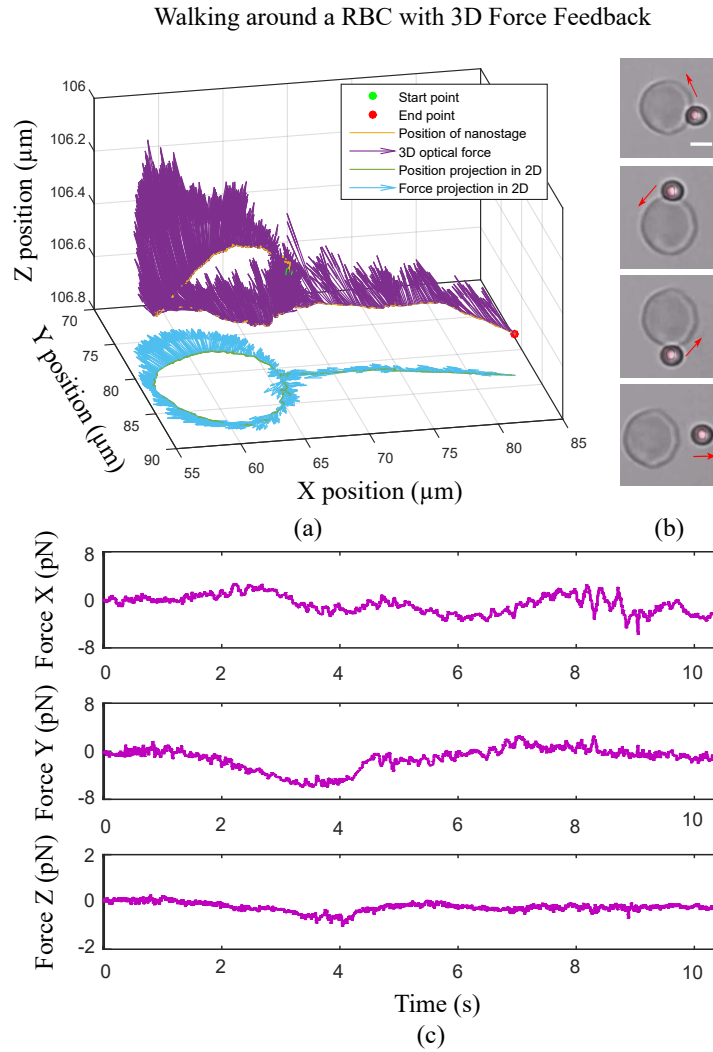 Walking around a RBC with 3D Force Feedback
106
106.2
106.4
106.6
106.8
Z position (µm)
70
75
80
85
90
Y position (µm)
55
60
65
70
75
80
85
X position (µm)
Start point
End point
Position of nanostage
3D optical force
Position projection in 2D
Force projection in 2D
(a)
(b)
Force X (pN)
8
0
-8
0 2 4 6 8 10
Force Y (pN)
8
0
-8
0 2 4 6 8 10
Force Z (pN)
2
0
-2
0 2 4 6 8 10
Time (s)
(c)